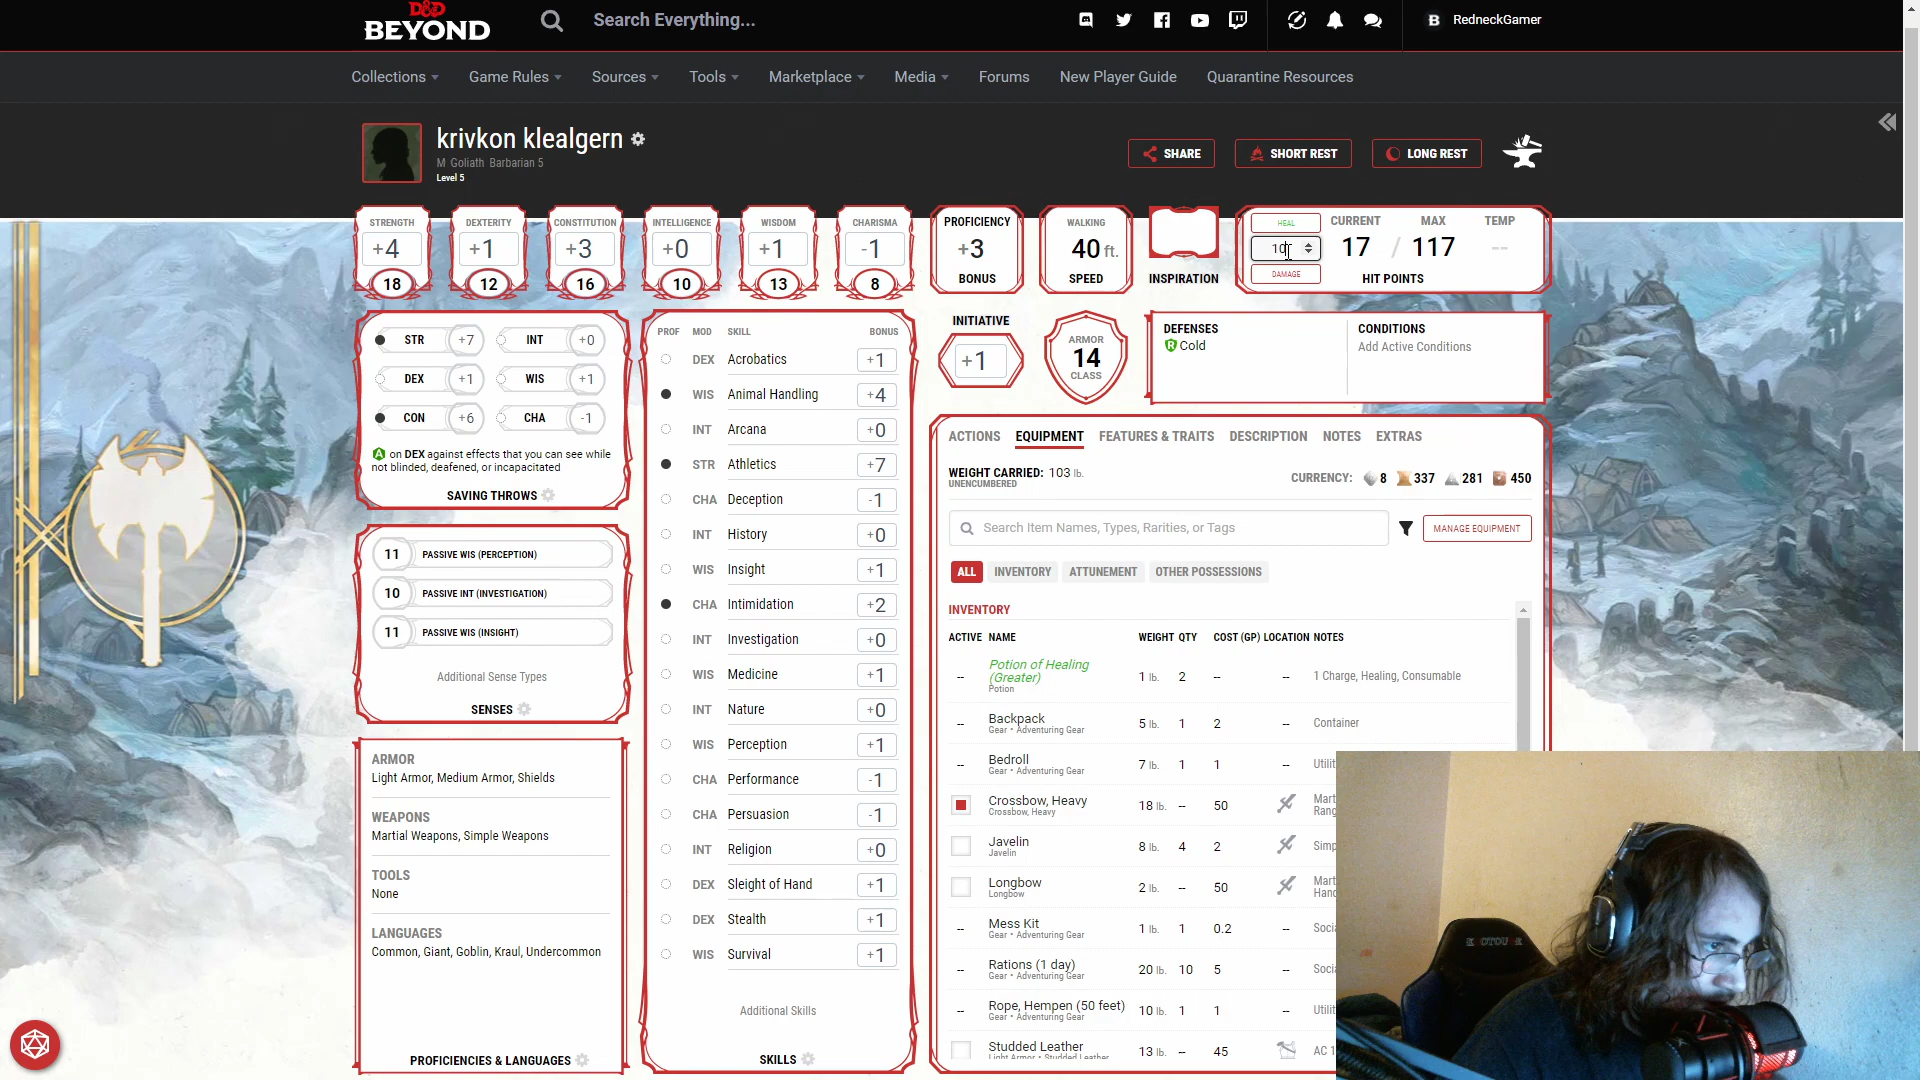 D&D
BEYOND
Search Everything...
RedneckGamer
Collections
Game Rules
Sources
Tools
Marketplace
Media
Forums
New Player Guide
Quarantine Resources
krivkon klealgern
M Goliath Barbarian 5
Level 5
SHARE
SHORT REST
LONG REST
STRENGTH
+4
18
DEXTERITY
+1
12
CONSTITUTION
+3
16
INTELLIGENCE
+0
10
WISDOM
+1
13
CHARISMA
-1
8
PROFICIENCY
+3
BONUS
WALKING
40 ft.
SPEED
INSPIRATION
HEAL
10
DAMAGE
CURRENT MAX TEMP
17 / 117 --
HIT POINTS
STR +7 INT +0
DEX +1 WIS +1
CON +6 CHA -1
A on DEX against effects that you can see while
not blinded, deafened, or incapacitated
SAVING THROWS
11 PASSIVE WIS (PERCEPTION)
10 PASSIVE INT (INVESTIGATION)
11 PASSIVE WIS (INSIGHT)
Additional Sense Types
SENSES
ARMOR
Light Armor, Medium Armor, Shields
WEAPONS
Martial Weapons, Simple Weapons
TOOLS
None
LANGUAGES
Common, Giant, Goblin, Kraul, Undercommon
PROFICIENCIES & LANGUAGES
PROF MOD SKILL BONUS
DEX Acrobatics +1
WIS Animal Handling +4
INT Arcana +0
STR Athletics +7
CHA Deception -1
INT History +0
WIS Insight +1
CHA Intimidation +2
INT Investigation +0
WIS Medicine +1
INT Nature +0
WIS Perception +1
CHA Performance -1
CHA Persuasion -1
INT Religion +0
DEX Sleight of Hand +1
DEX Stealth +1
WIS Survival +1
Additional Skills
SKILLS
INITIATIVE
+1
ARMOR
14
CLASS
DEFENSES
R Cold
CONDITIONS
Add Active Conditions
ACTIONS EQUIPMENT FEATURES & TRAITS DESCRIPTION NOTES EXTRAS
WEIGHT CARRIED: 103 lb.
UNENCUMBERED
CURRENCY: 8 337 281 450
Search Item Names, Types, Rarities, or Tags
MANAGE EQUIPMENT
ALL INVENTORY ATTUNEMENT OTHER POSSESSIONS
INVENTORY
ACTIVE NAME WEIGHT QTY COST (GP) LOCATION NOTES
-- Potion of Healing (Greater) 1 lb. 2 -- -- 1 Charge, Healing, Consumable
Potion
-- Backpack 5 lb. 1 2 -- Container
Gear • Adventuring Gear
-- Bedroll 7 lb. 1 1 -- Utilit
Gear • Adventuring Gear
Crossbow, Heavy 18 lb. -- 50 Mart
Crossbow, Heavy Rang
Javelin 8 lb. 4 2 Simp
Javelin
Longbow 2 lb. -- 50 Mart
Longbow Hand
-- Mess Kit 1 lb. 1 0.2 -- Socia
Gear • Adventuring Gear
-- Rations (1 day) 20 lb. 10 5 -- Socia
Gear • Adventuring Gear
-- Rope, Hempen (50 feet) 10 lb. 1 1 -- Utilit
Gear • Adventuring Gear
Studded Leather 13 lb. -- 45 AC 1
Light Armor • Studded Leather